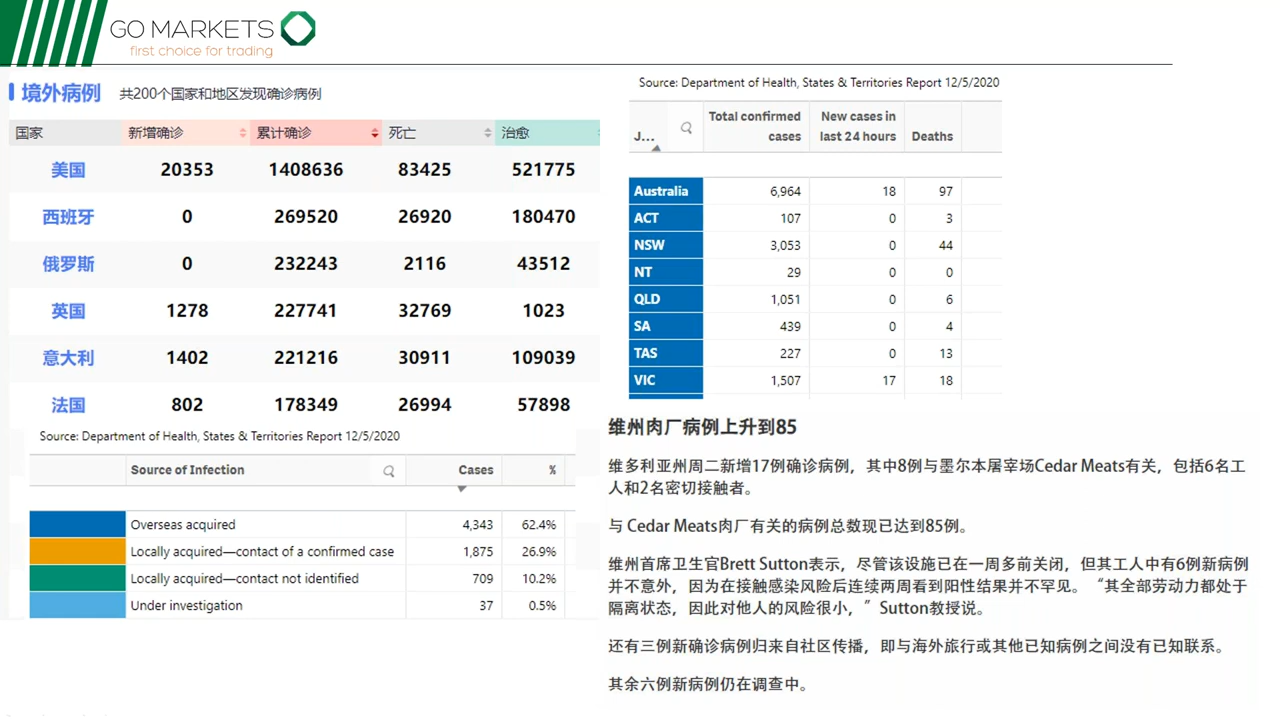 GO MARKETS
first choice for trading
境外病例 共200个国家和地区发现确诊病例
国家 新增确诊 累计确诊 死亡 治愈
美国 20353 1408636 83425 521775
西班牙 0 269520 26920 180470
俄罗斯 0 232243 2116 43512
英国 1278 227741 32769 1023
意大利 1402 221216 30911 109039
法国 802 178349 26994 57898
Source: Department of Health, States & Territories Report 12/5/2020
Source of Infection Cases %
Overseas acquired 4,343 62.4%
Locally acquired—contact of a confirmed case 1,875 26.9%
Locally acquired—contact not identified 709 10.2%
Under investigation 37 0.5%
Source: Department of Health, States & Territories Report 12/5/2020
Total confirmed New cases in
J... cases last 24 hours Deaths
Australia 6,964 18 97
ACT 107 0 3
NSW 3,053 0 44
NT 29 0 0
QLD 1,051 0 6
SA 439 0 4
TAS 227 0 13
VIC 1,507 17 18
维州肉厂病例上升到85
维多利亚州周二新增17例确诊病例，其中8例与墨尔本屠宰场Cedar Meats有关，包括6名工
人和2名密切接触者。
与 Cedar Meats肉厂有关的病例总数现已达到85例。
维州首席卫生官Brett Sutton表示，尽管该设施已在一周多前关闭，但其工人中有6例新病例
并不意外，因为在接触感染风险后连续两周看到阳性结果并不罕见。“其全部劳动力都处于
隔离状态，因此对他人的风险很小，”Sutton教授说。
还有三例新确诊病例归来自社区传播，即与海外旅行或其他已知病例之间没有已知联系。
其余六例新病例仍在调查中。